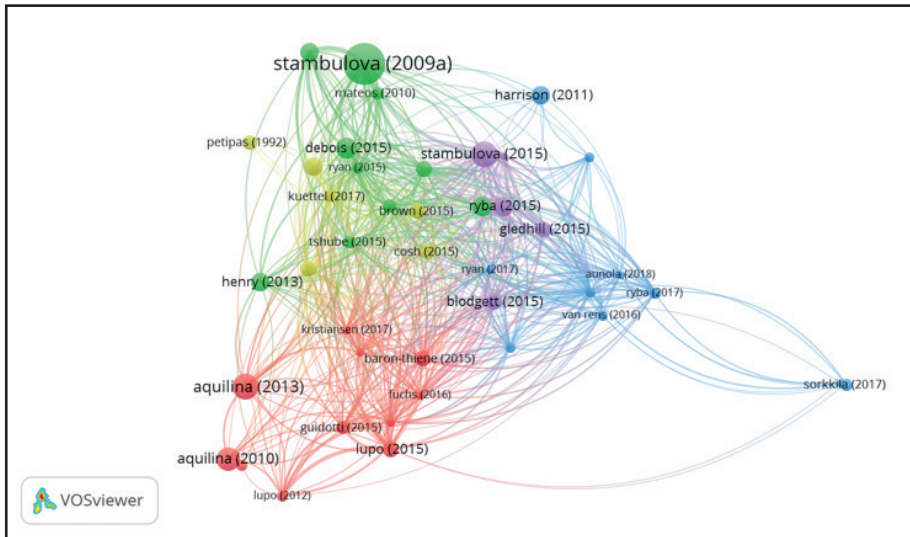 stambulova (2009a)
mateos (2010)
harrison (2011)
petipas (1992)
debois (2015)
stambulova (2015)
ryan (2015)
kuettel (2017)
brown (2015)
ryba (2015)
gledhill (2015)
tshube (2015)
cosh (2015)
ryan (2017)
aunola (2018)
henry (2013)
ryba (2017)
blodgett (2015)
van rens (2016)
kristiansen (2017)
baron-thiene (2015)
aquilina (2013)
sorkkila (2017)
fuchs (2016)
guidotti (2015)
lupo (2015)
aquilina (2010)
lupo (2012)
VOSviewer